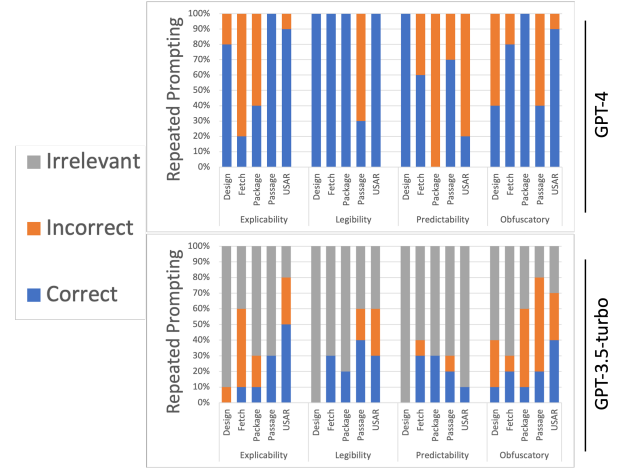 100%
90%
80%
70%
60%
50%
40%
30%
20%
10%
0%
Repeated Prompting
Design Fetch Package Passage USAR Design Fetch Package Passage USAR Design Fetch Package Passage USAR Design Fetch Package Passage USAR
Explicability Legibility Predictability Obfuscatory
GPT-4
Irrelevant
Incorrect
Correct
100%
90%
80%
70%
60%
50%
40%
30%
20%
10%
0%
Repeated Prompting
Design Fetch Package Passage USAR Design Fetch Package Passage USAR Design Fetch Package Passage USAR Design Fetch Package Passage USAR
Explicability Legibility Predictability Obfuscatory
GPT-3.5-turbo